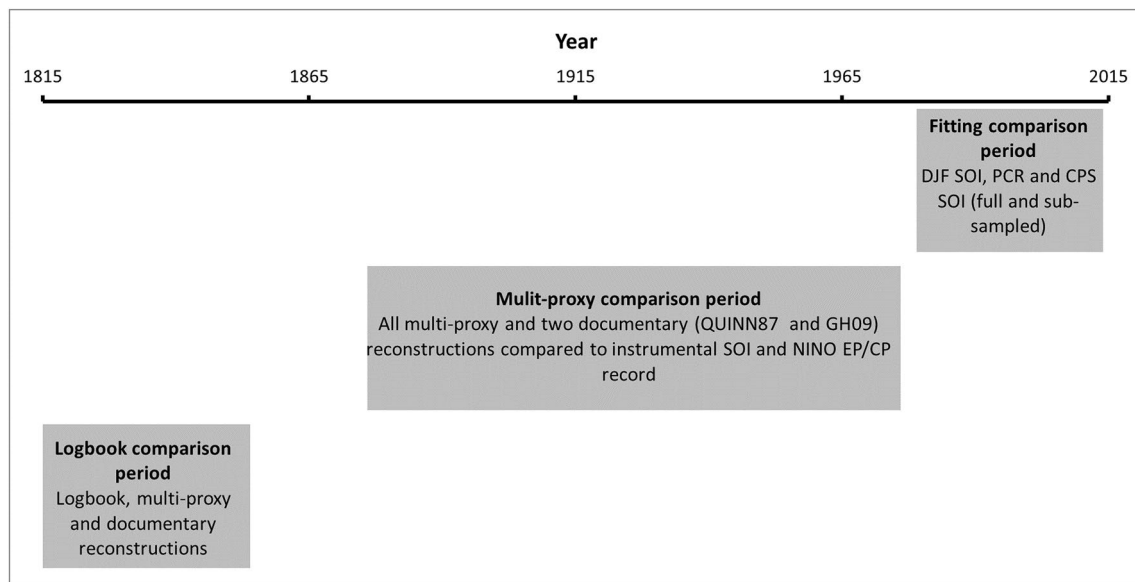 Year
1815 1865 1915 1965 2015
Fitting comparison
period
DJF SOI, PCR and CPS
SOI (full and sub-
sampled)
Mulit-proxy comparison period
All multi-proxy and two documentary (QUINN87 and GH09)
reconstructions compared to instrumental SOI and NINO EP/CP
record
Logbook comparison
period
Logbook, multi-proxy
and documentary
reconstructions